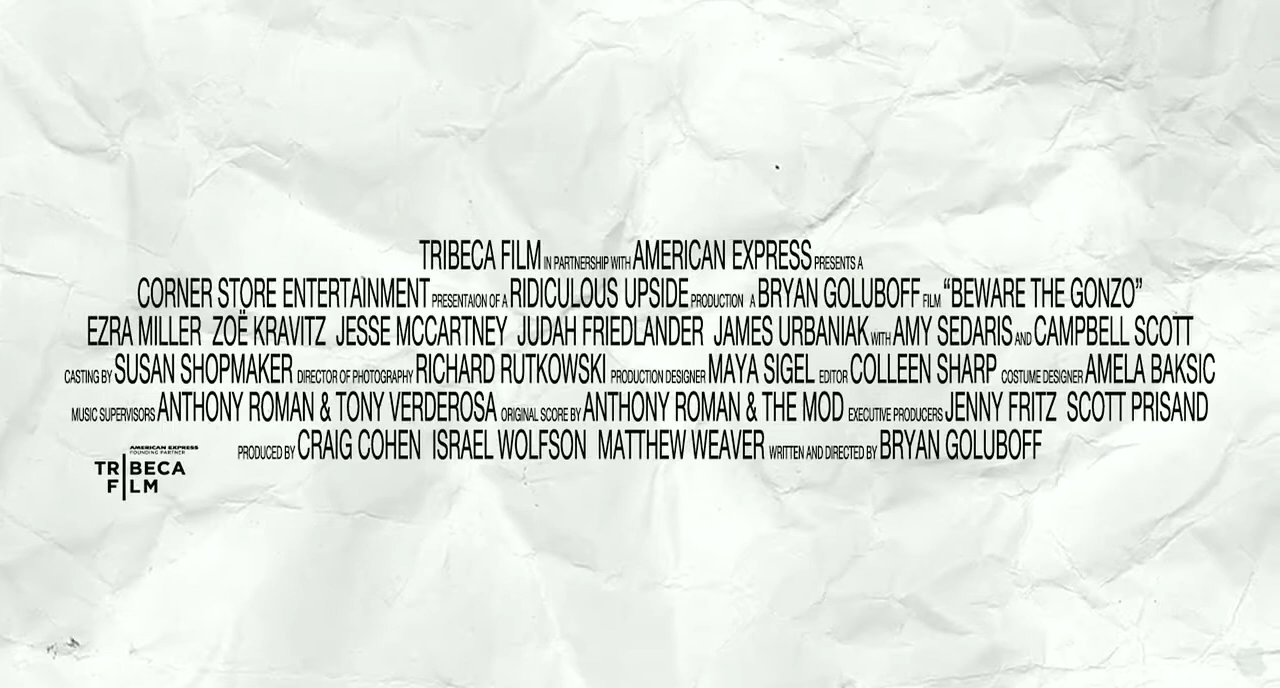 TRIBECA FILM IN PARTNERSHIP WITH AMERICAN EXPRESS PRESENTS A
CORNER STORE ENTERTAINMENT PRESENTAION OF A RIDICULOUS UPSIDE PRODUCTION A BRYAN GOLUBOFF FILM “BEWARE THE GONZO”
EZRA MILLER ZOË KRAVITZ JESSE MCCARTNEY JUDAH FRIEDLANDER JAMES URBANIAK WITH AMY SEDARIS AND CAMPBELL SCOTT
CASTING BY SUSAN SHOPMAKER DIRECTOR OF PHOTOGRAPHY RICHARD RUTKOWSKI PRODUCTION DESIGNER MAYA SIGEL EDITOR COLLEEN SHARP COSTUME DESIGNER AMELA BAKSIC
MUSIC SUPERVISORS ANTHONY ROMAN & TONY VERDEROSA ORIGINAL SCORE BY ANTHONY ROMAN & THE MOD EXECUTIVE PRODUCERS JENNY FRITZ SCOTT PRISAND
PRODUCED BY CRAIG COHEN ISRAEL WOLFSON MATTHEW WEAVER WRITTEN AND DIRECTED BY BRYAN GOLUBOFF
AMERICAN EXPRESS
FOUNDING PARTNER
TRIBECA
FILM